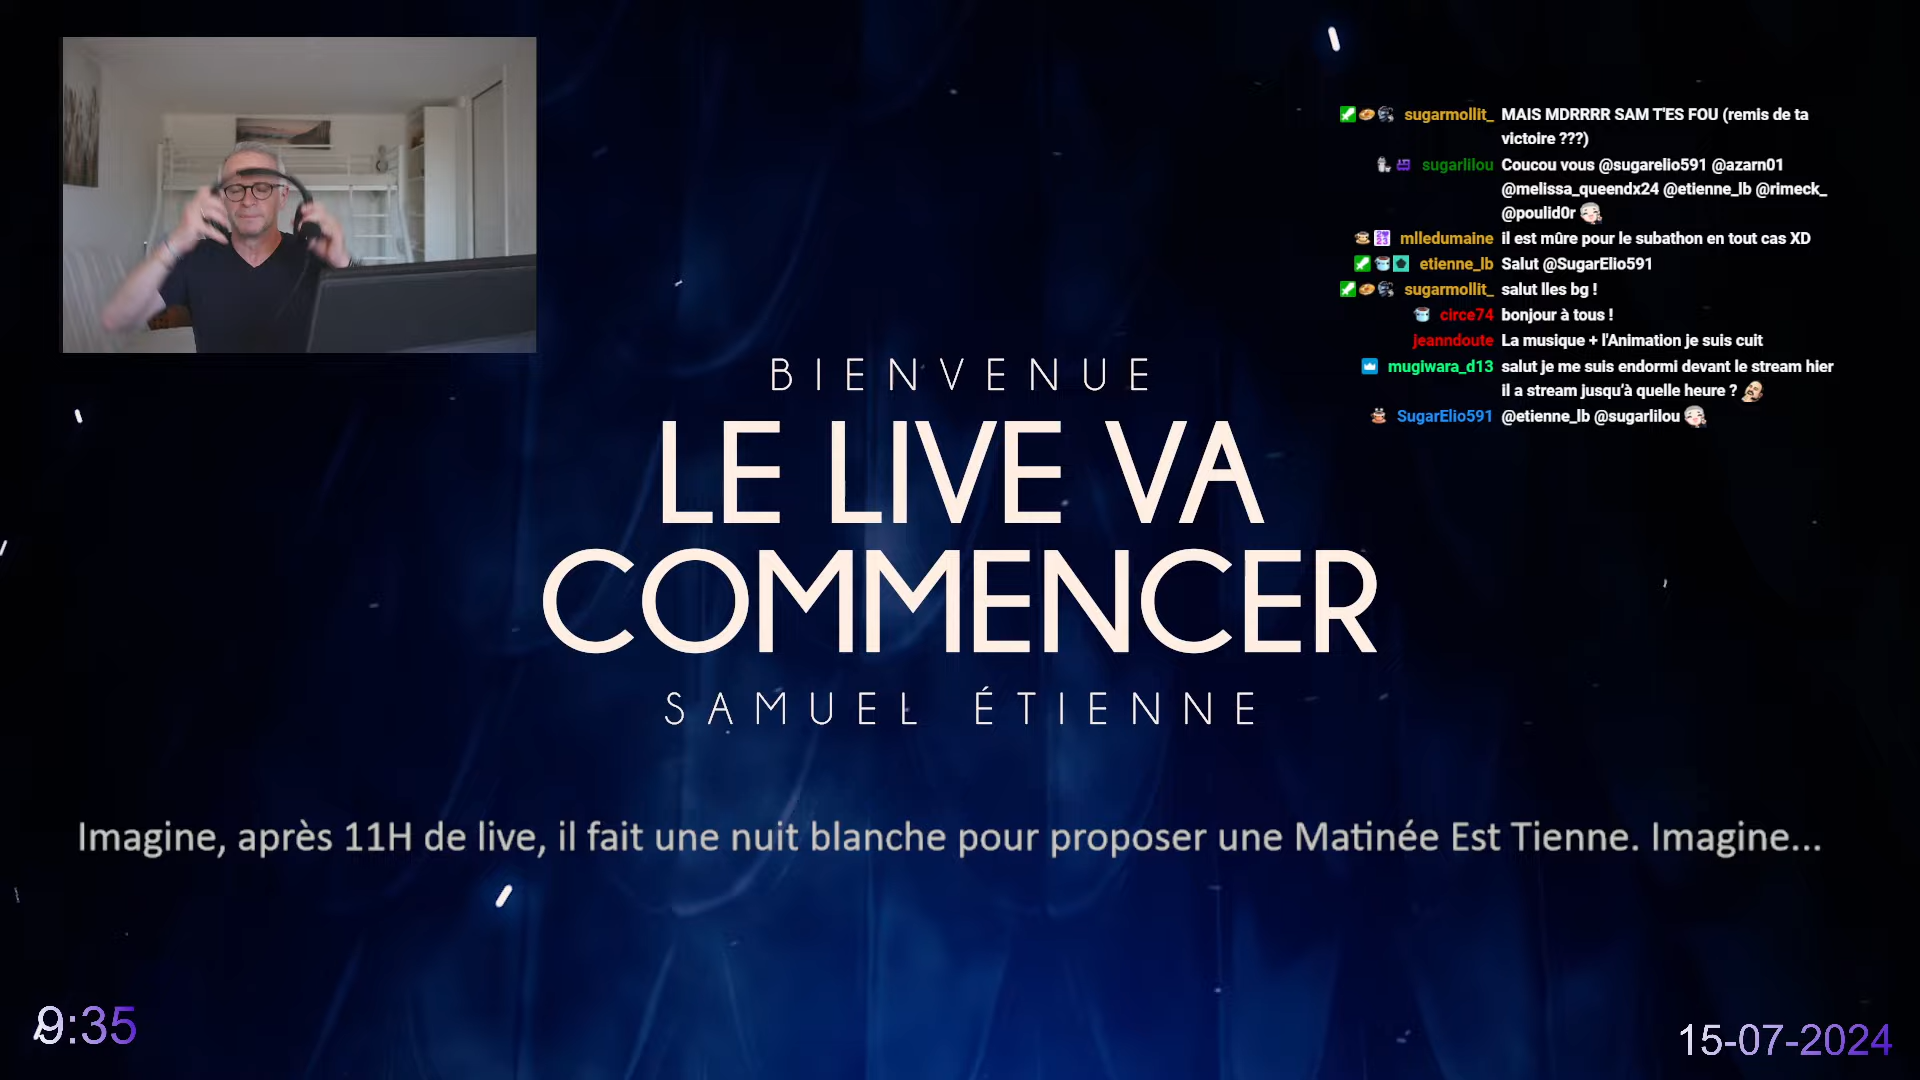 sugarmollit_ MAIS MDRRRR SAM T'ES FOU (remis de ta
victoire ???)
sugarlilou Coucou vous @sugarelio591 @azarn01
@melissa_queendx24 @etienne_lb @rimeck_
@poulid0r
mlledumaine il est mûre pour le subathon en tout cas XD
etienne_lb Salut @SugarElio591
sugarmollit_ salut lles bg !
circe74 bonjour à tous !
jeanndoute La musique + l'Animation je suis cuit
mugiwara_d13 salut je me suis endormi devant le stream hier
il a stream jusqu'à quelle heure ?
SugarElio591 @etienne_lb @sugarlilou
BIENVENUE
LE LIVE VA
COMMENCER
SAMUEL ÉTIENNE
Imagine, après 11H de live, il fait une nuit blanche pour proposer une Matinée Est Tienne. Imagine...
9:35
15-07-2024